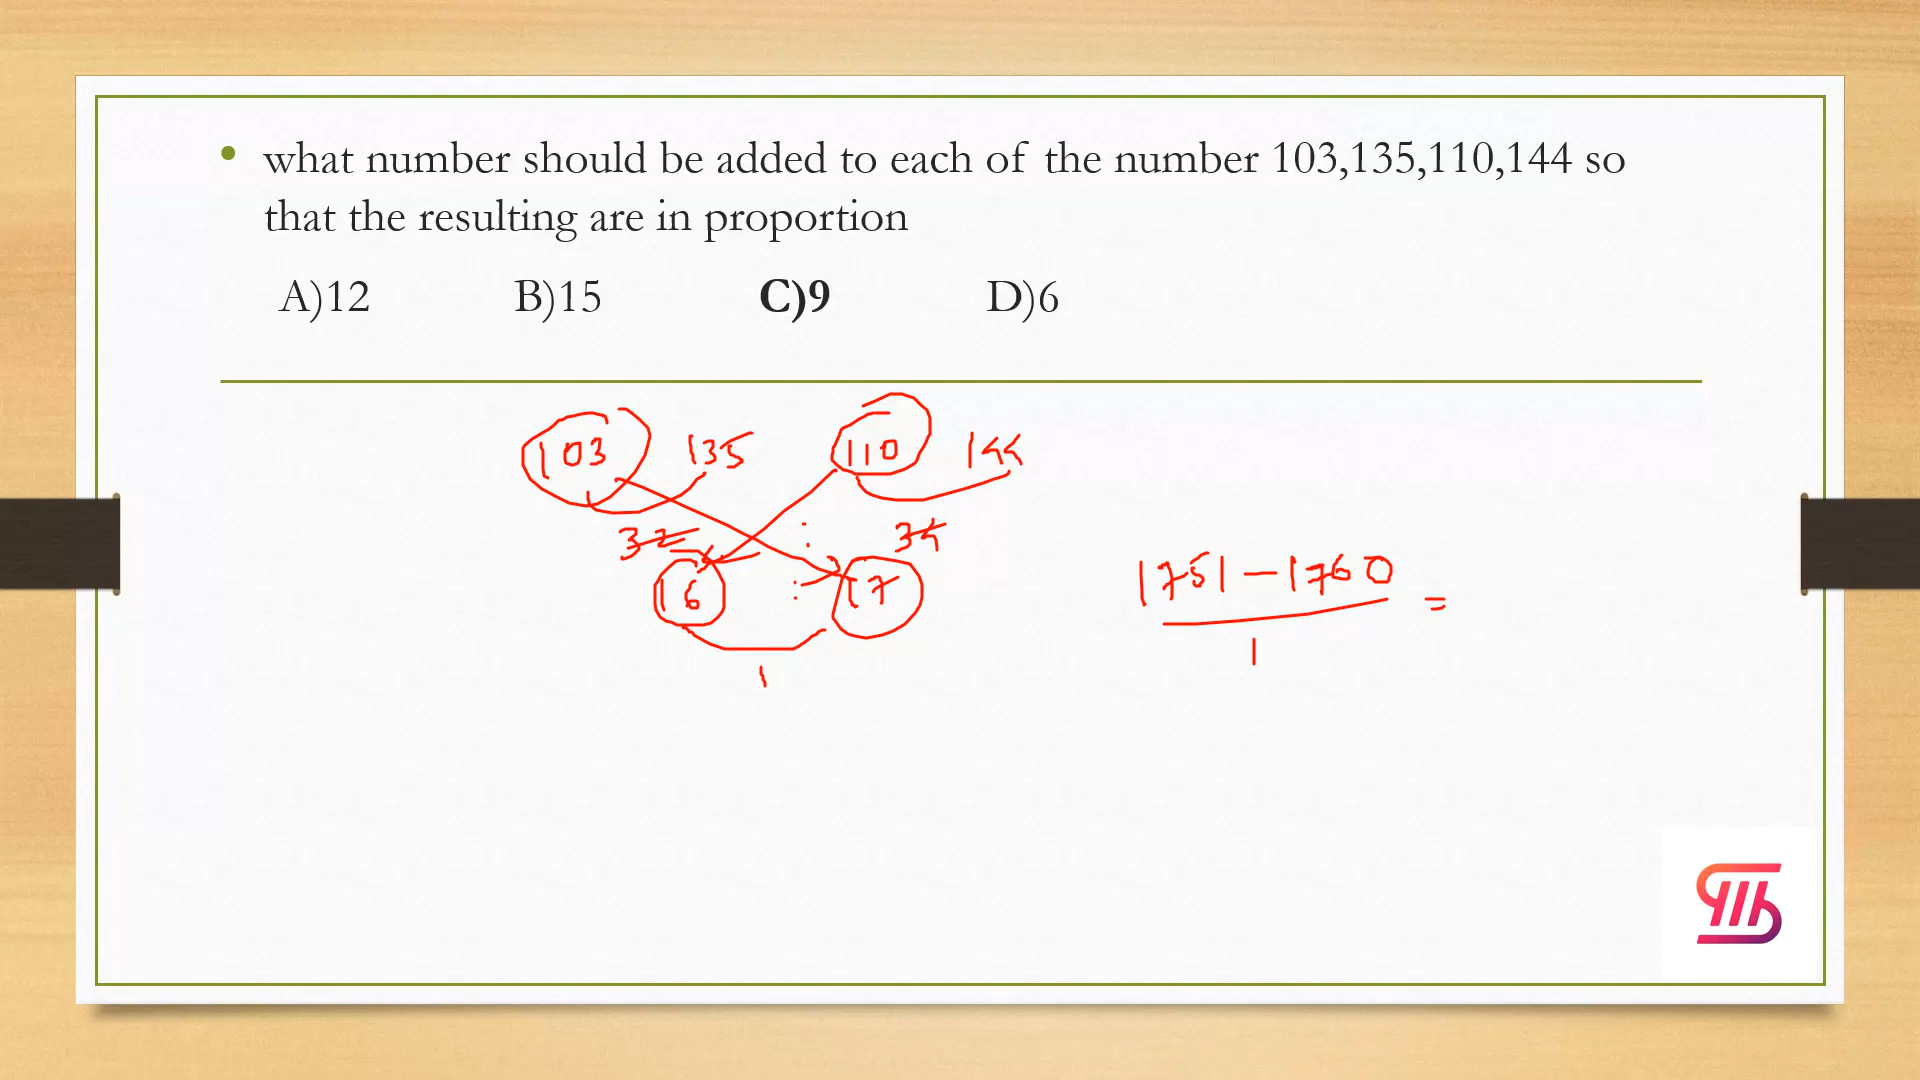 what number should be added to each of the number 103,135,110,144 so
that the resulting are in proportion
A)12 B)15 C)9 D)6
103 135 110 144
32 : 34
16 : 17
1
1751-1760 =
1